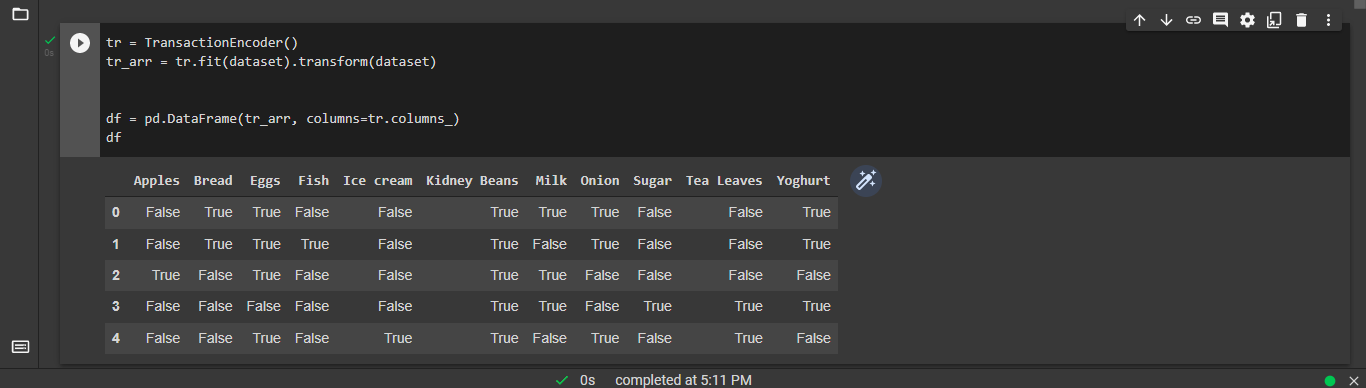 tr = TransactionEncoder()
0s
tr_arr = tr.fit(dataset).transform(dataset)
df = pd.DataFrame(tr_arr, columns=tr.columns_)
df
Apples Bread Eggs Fish Ice cream Kidney Beans Milk Onion Sugar Tea Leaves Yoghurt
0 False True True False False True True True False False True
1 False True True True False True False True False False True
2 True False True False False True True False False False False
3 False False False False False True True False True True True
4 False False True False True True False True False True False
0s completed at 5:11 PM